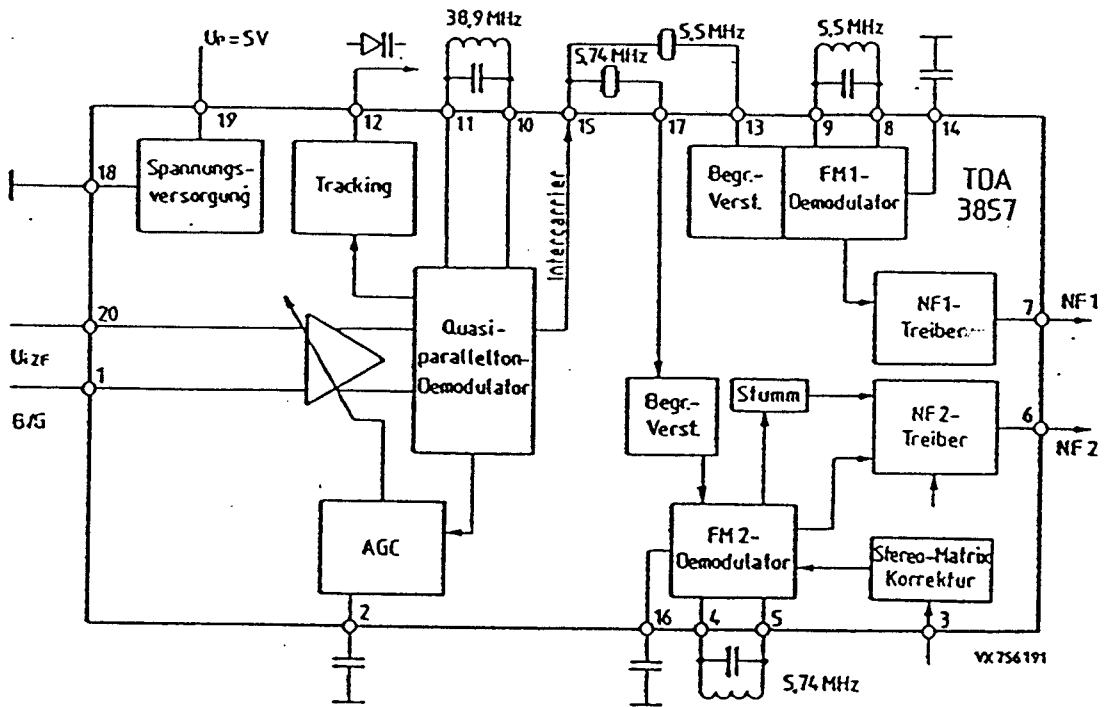 38,9 MHz
Up = 5V
5,5 MHz
5,5 MHz
5,74 MHz
19
12
11
10
15
17
13
9
8
14
18
Spannungs-
versorgung
Tracking
Intercarrier
Begr.-
Verst.
FM1-
Demodulator
TDA
3857
20
Ui ZF
1
B/G
Quasi-
parallelton-
Demodulator
NF1-
Treiber
7
NF1
Begr.-
Verst.
Stumm
NF2-
Treiber
6
NF2
AGC
FM2-
Demodulator
Stereo-Matrix
Korrektur
2
16
4
5
3
VX756191
5,74 MHz